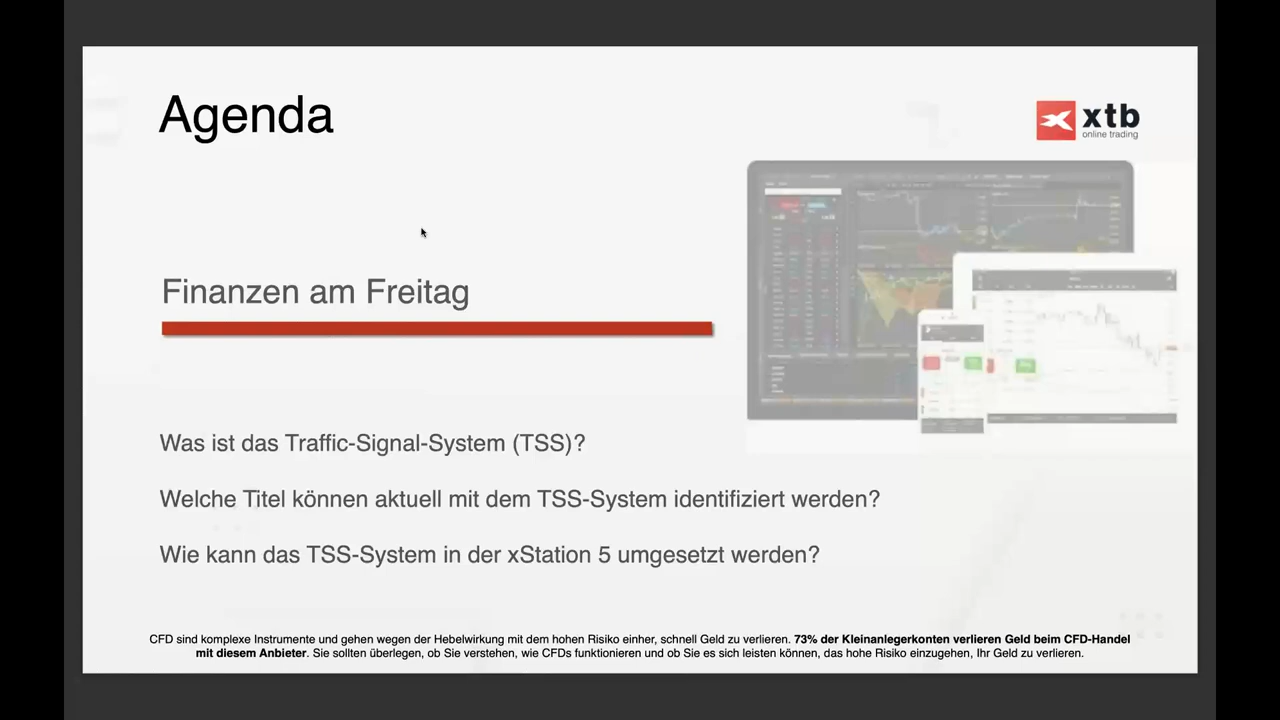 Agenda
xtb
online trading
Finanzen am Freitag
Was ist das Traffic-Signal-System (TSS)?
Welche Titel können aktuell mit dem TSS-System identifiziert werden?
Wie kann das TSS-System in der xStation 5 umgesetzt werden?
CFD sind komplexe Instrumente und gehen wegen der Hebelwirkung mit dem hohen Risiko einher, schnell Geld zu verlieren. 73% der Kleinanlegerkonten verlieren Geld beim CFD-Handel
mit diesem Anbieter. Sie sollten überlegen, ob Sie verstehen, wie CFDs funktionieren und ob Sie es sich leisten können, das hohe Risiko einzugehen, Ihr Geld zu verlieren.